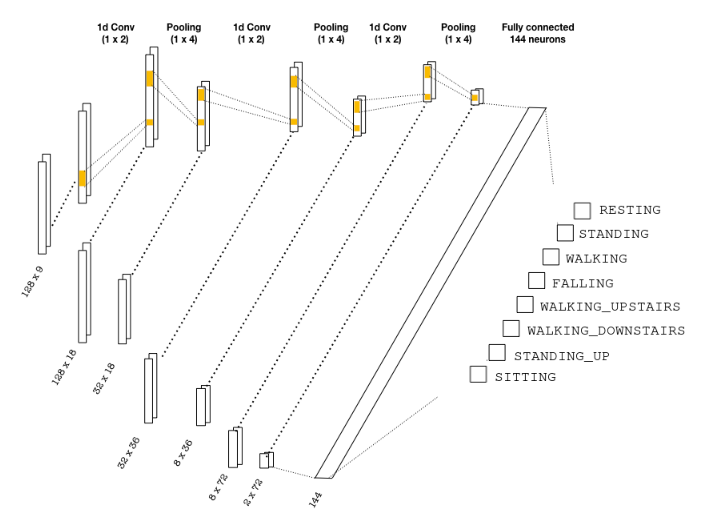 1d Conv
(1 x 2)
Pooling
(1 x 4)
1d Conv
(1 x 2)
Pooling
(1 x 4)
1d Conv
(1 x 2)
Pooling
(1 x 4)
Fully connected
144 neurons
RESTING
STANDING
WALKING
FALLING
WALKING_UPSTAIRS
WALKING_DOWNSTAIRS
STANDING_UP
SITTING
128 x 9
128 x 18
32 x 18
32 x 36
8 x 36
8 x 72
2 x 72
144